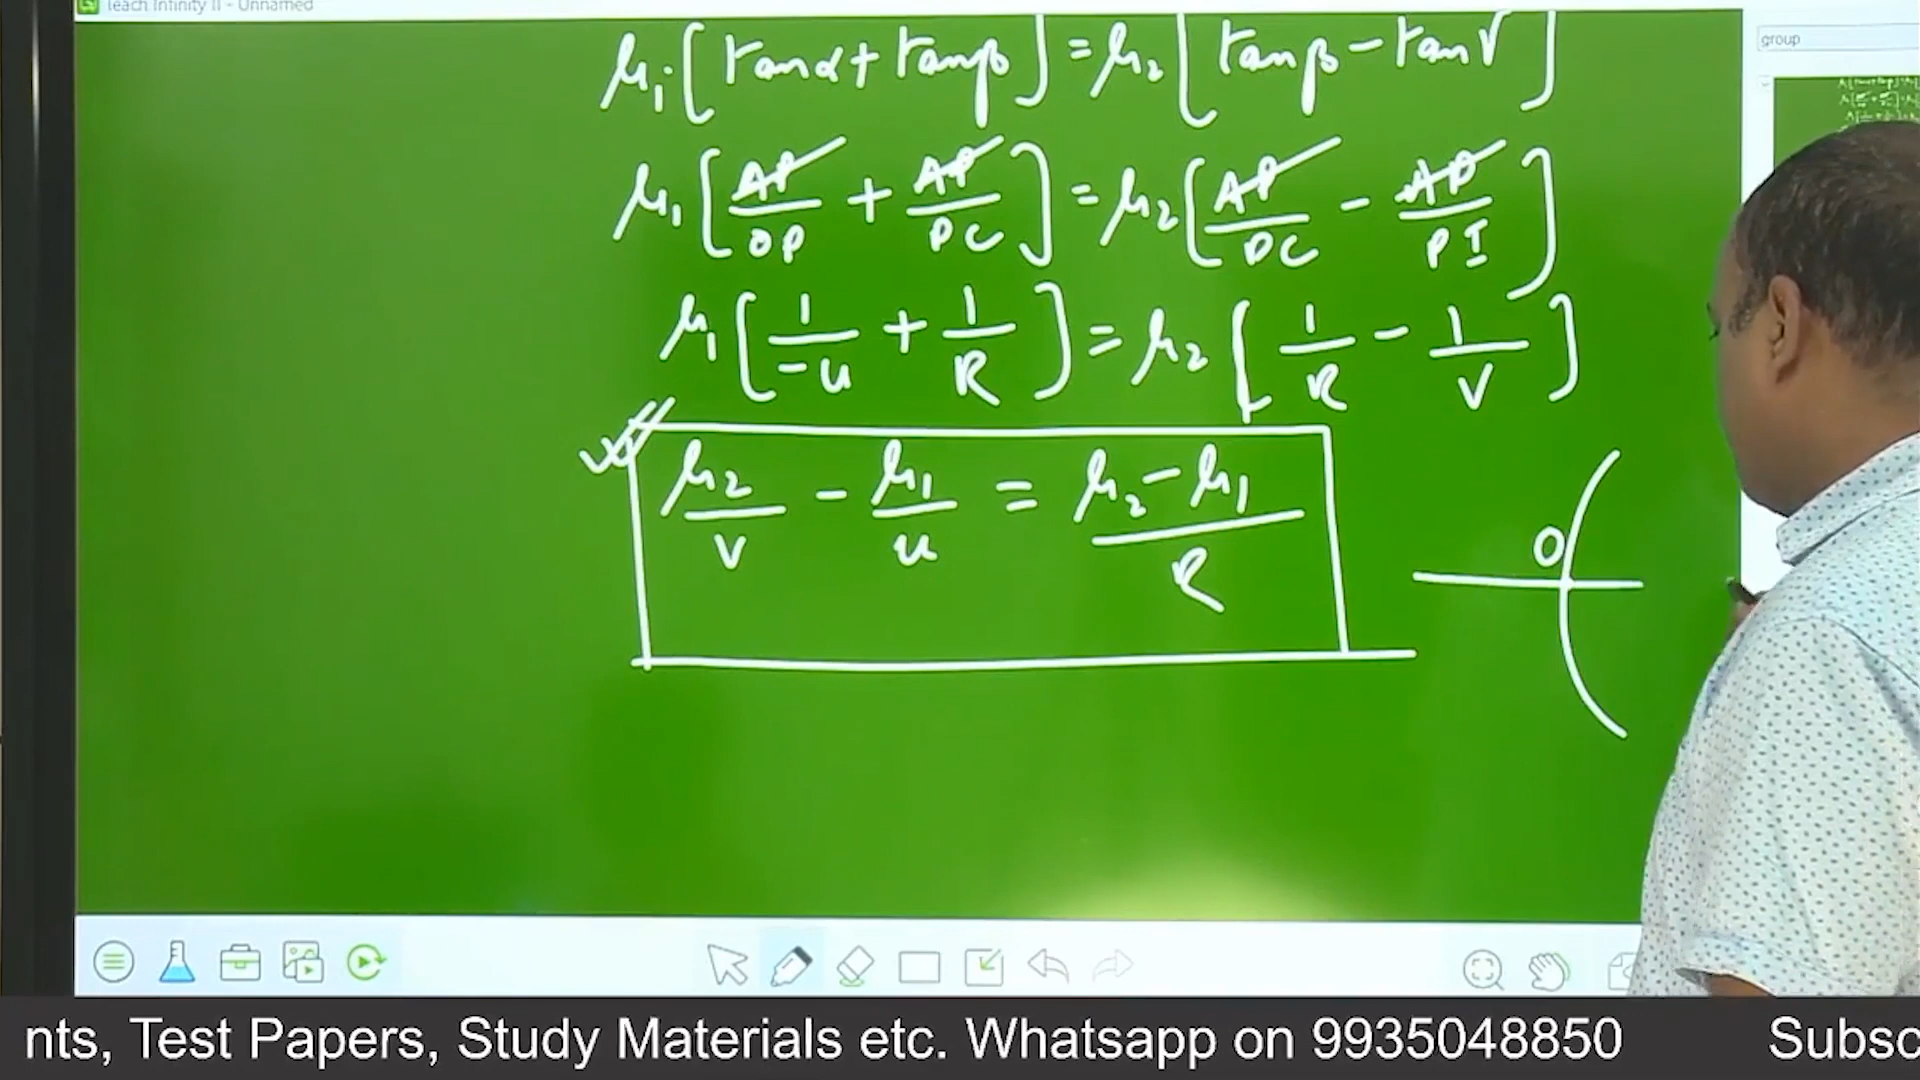 Teach Infinity II - Unnamed
group
μ₁[tanα + tanβ] = μ₂[tanβ - tanγ]
μ₁[AP/OP + AP/PC] = μ₂[AP/PC - AP/PI]
μ₁[1/-u + 1/R] = μ₂[1/R - 1/V]
μ₂/v - μ₁/u = μ₂-μ₁/R
O
nts, Test Papers, Study Materials etc. Whatsapp on 9935048850 Subsc